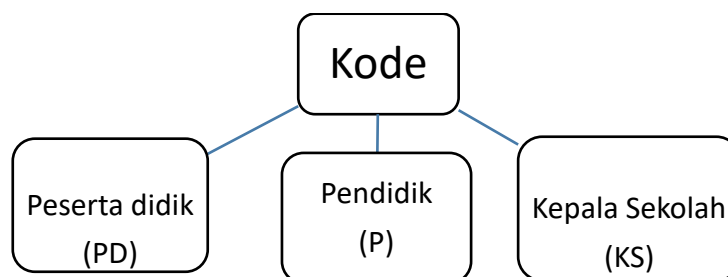 Kode
Peserta didik
(PD)
Pendidik
(P)
Kepala Sekolah
(KS)